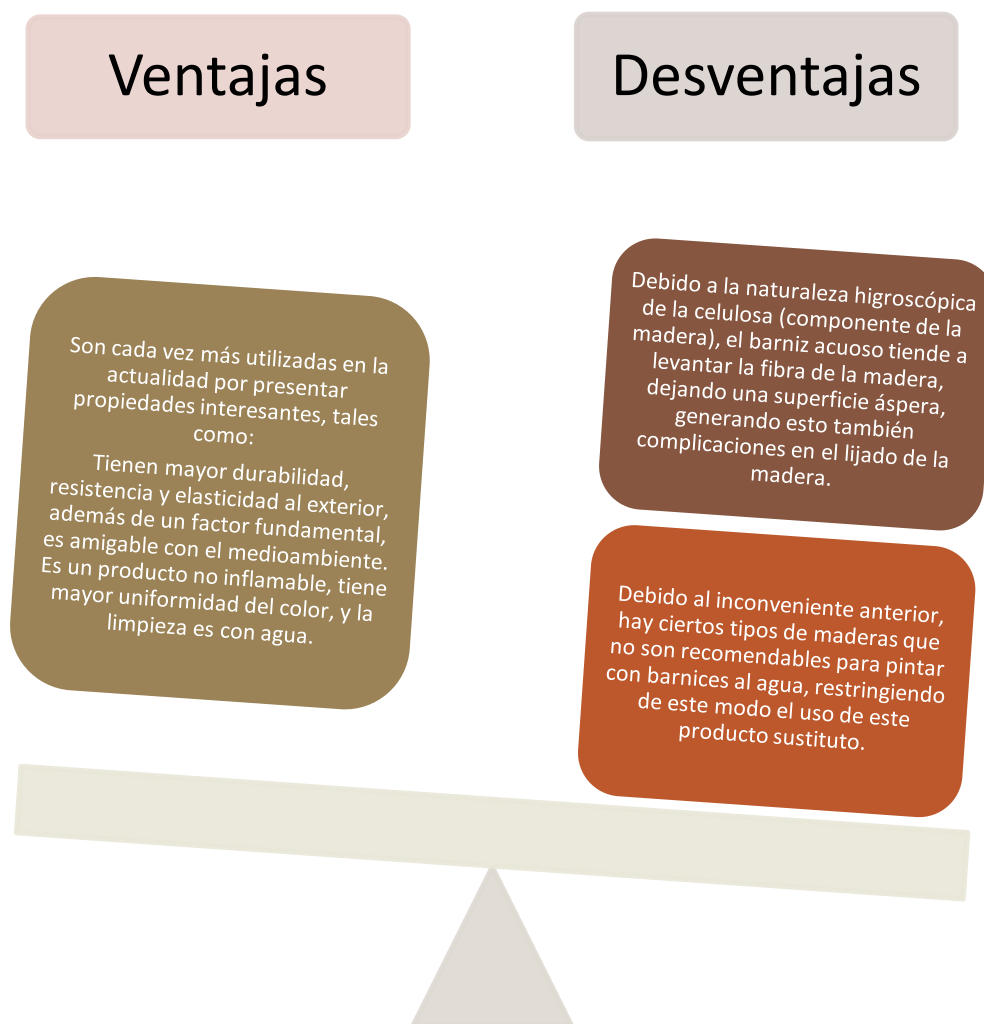 Ventajas
Desventajas
Son cada vez más utilizadas en la
actualidad por presentar
propiedades interesantes, tales
como:
Tienen mayor durabilidad,
resistencia y elasticidad al exterior,
además de un factor fundamental,
es amigable con el medioambiente.
Es un producto no inflamable, tiene
mayor uniformidad del color, y la
limpieza es con agua.
Debido a la naturaleza higroscópica
de la celulosa (componente de la
madera), el barniz acuoso tiende a
levantar la fibra de la madera,
dejando una superficie áspera,
generando esto también
complicaciones en el lijado de la
madera.
Debido al inconveniente anterior,
hay ciertos tipos de maderas que
no son recomendables para pintar
con barnices al agua, restringiendo
de este modo el uso de este
producto sustituto.